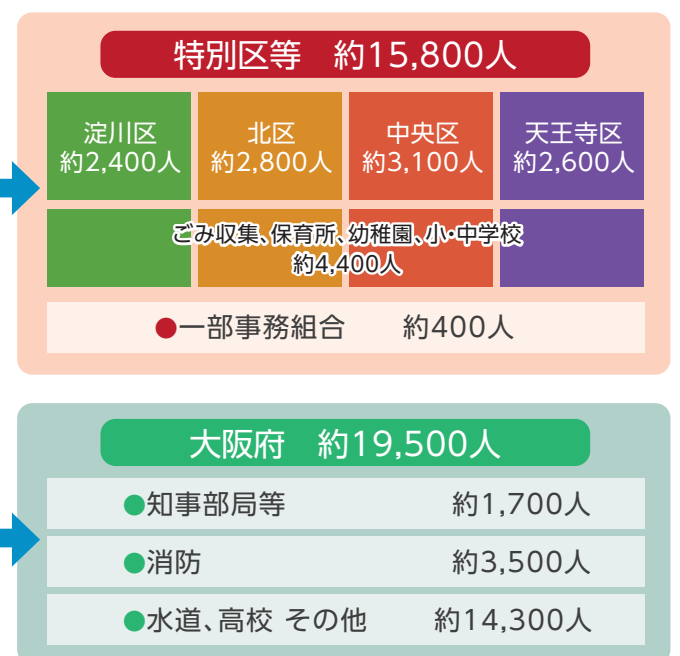 特別区等　約15,800人
淀川区
約2,400人
北区
約2,800人
中央区
約3,100人
天王寺区
約2,600人
ごみ収集、保育所、幼稚園、小・中学校
約4,400人
●一部事務組合　約400人
大阪府　約19,500人
●知事部局等　約1,700人
●消防　約3,500人
●水道、高校 その他　約14,300人